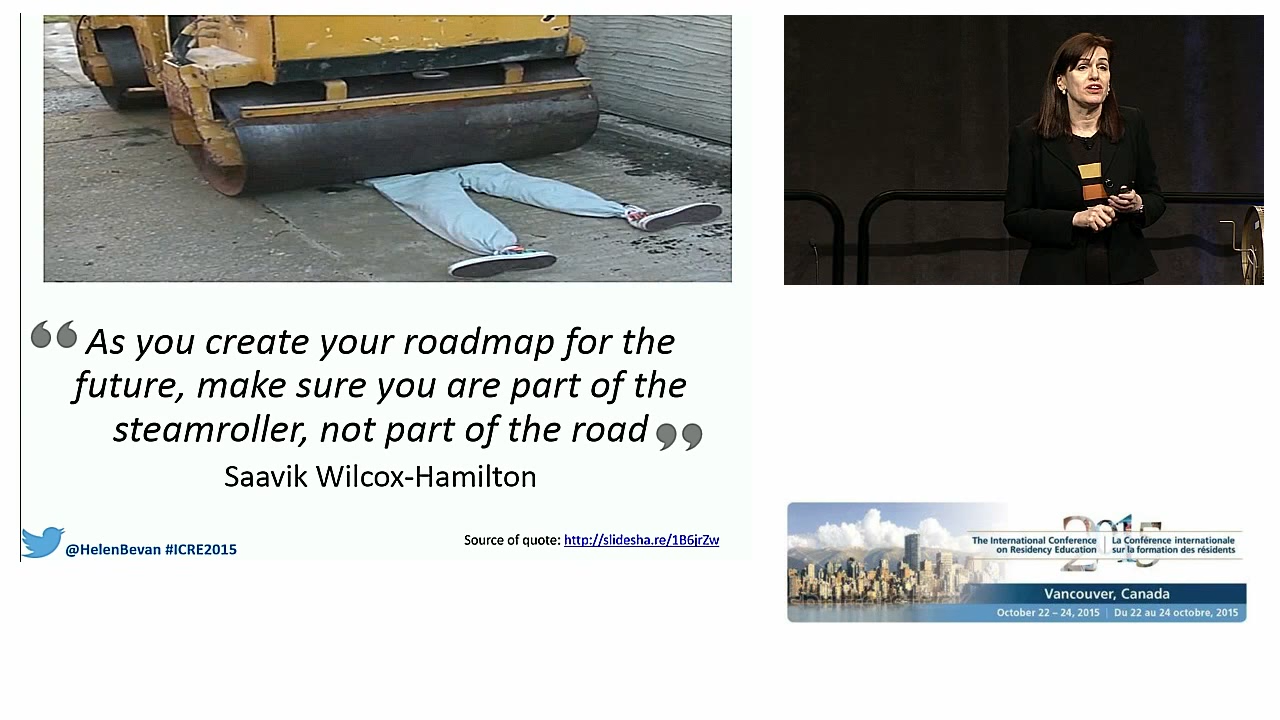 “ As you create your roadmap for the
future, make sure you are part of the
steamroller, not part of the road ”
Saavik Wilcox-Hamilton
@HelenBevan #ICRE2015
Source of quote: http://slidesha.re/1B6jrZw
2015
The International Conference
on Residency Education
La Conférence internationale
sur la formation des résidents
Vancouver, Canada
October 22 – 24, 2015 | Du 22 au 24 octobre, 2015